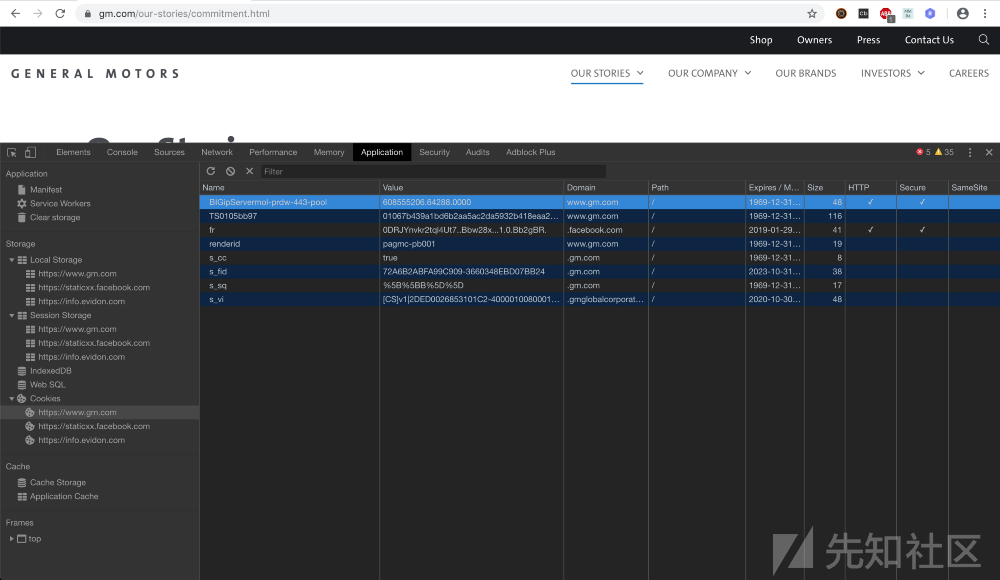 gm.com/our-stories/commitment.html
Shop Owners Press Contact Us
GENERAL MOTORS OUR STORIES OUR COMPANY OUR BRANDS INVESTORS CAREERS
Elements Console Sources Network Performance Memory Application Security Audits Adblock Plus 5 35
Application
Manifest
Service Workers
Clear storage
Storage
Local Storage
https://www.gm.com
https://staticxx.facebook.com
https://info.evidon.com
Session Storage
https://www.gm.com
https://staticxx.facebook.com
https://info.evidon.com
IndexedDB
Web SQL
Cookies
https://www.gm.com
https://staticxx.facebook.com
https://info.evidon.com
Cache
Cache Storage
Application Cache
Frames
top
Filter
Name Value Domain Path Expires / M... Size HTTP Secure SameSite
BIGipServermol-prdw-443-pool 608555206.64288.0000 www.gm.com / 1969-12-31... 48 ✓ ✓
TS0105bb97 01067b439a1bd6b2aa5ac2da5932b418eaa2... www.gm.com / 1969-12-31... 116
fr 0DRJYnvkr2tqI4Ut7..Bbw28x...1.0.Bb2gBR. .facebook.com / 2019-01-29... 41 ✓ ✓
renderid pagmc-pb001 www.gm.com / 1969-12-31... 19
s_cc true .gm.com / 1969-12-31... 8
s_fid 72A6B2ABFA99C909-3660348EBD07BB24 .gm.com / 2023-10-31... 38
s_sq %5B%5BB%5D%5D .gm.com / 1969-12-31... 17
s_vi [CS]v1|2DED0026853101C2-4000010080001... .gmglobalcorporat... / 2020-10-30... 48
先知社区